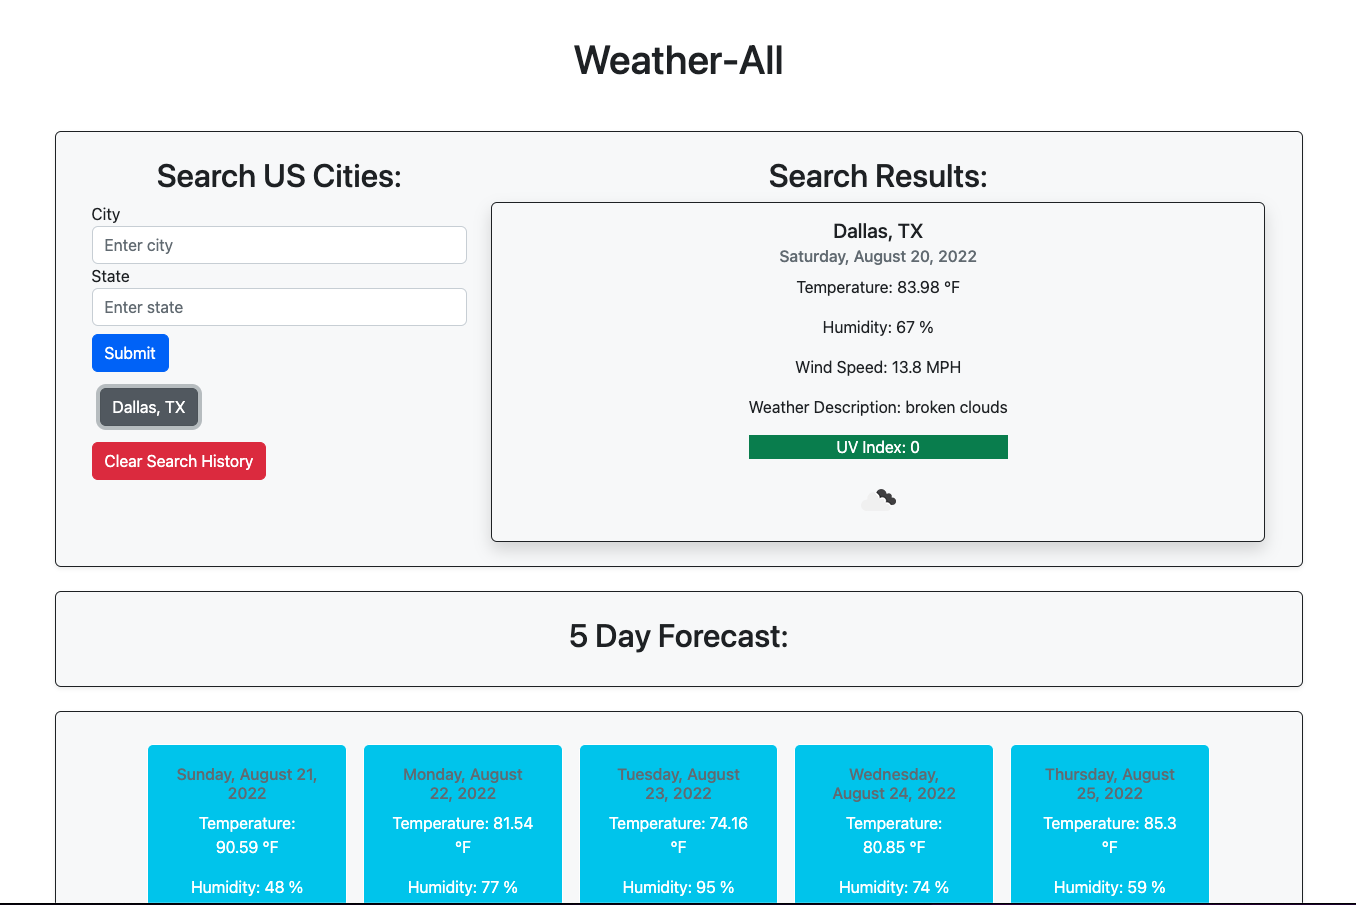 Weather-All
Search US Cities:
City
Enter city
State
Enter state
Submit
Dallas, TX
Clear Search History
Search Results:
Dallas, TX
Saturday, August 20, 2022
Temperature: 83.98 °F
Humidity: 67 %
Wind Speed: 13.8 MPH
Weather Description: broken clouds
UV Index: 0
5 Day Forecast:
Sunday, August 21,
2022
Temperature:
90.59 °F
Humidity: 48 %
Monday, August
22, 2022
Temperature: 81.54
°F
Humidity: 77 %
Tuesday, August
23, 2022
Temperature: 74.16
°F
Humidity: 95 %
Wednesday,
August 24, 2022
Temperature:
80.85 °F
Humidity: 74 %
Thursday, August
25, 2022
Temperature: 85.3
°F
Humidity: 59 %